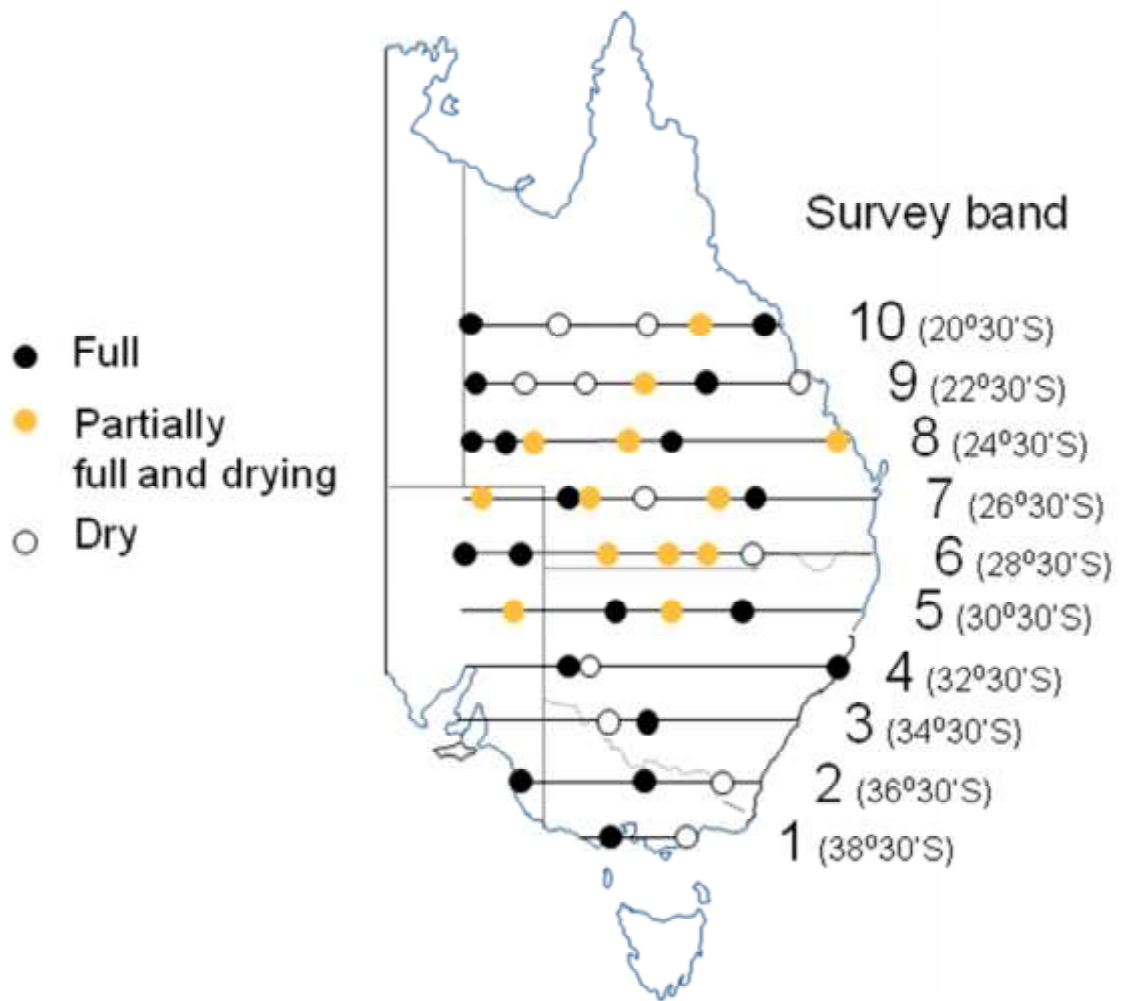 Survey band
10 (20º30'S)
Full
9 (22º30'S)
Partially
full and drying
8 (24º30'S)
7 (26º30'S)
Dry
6 (28º30'S)
5 (30º30'S)
4 (32º30'S)
3 (34º30'S)
2 (36º30'S)
1 (38º30'S)